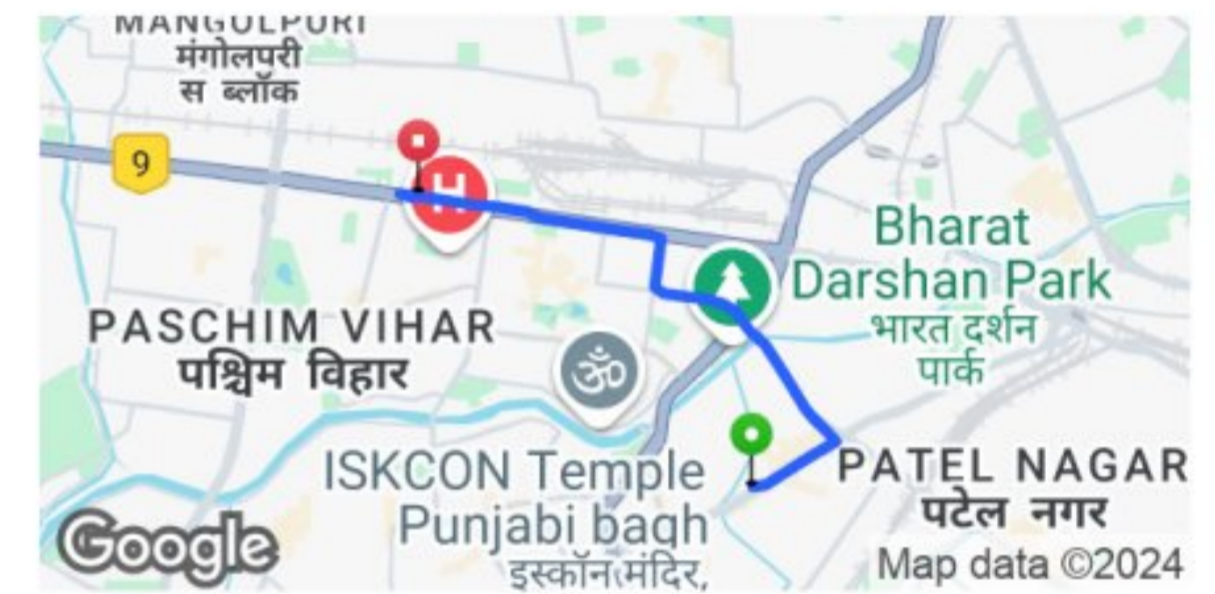 MANGOLPURI
मंगोलपरी
स ब्लॉक
9
H
Bharat
Darshan Park
भारत दर्शन
पार्क
PASCHIM VIHAR
पश्चिम विहार
ॐ
ISKCON Temple
Punjabi bagh
इस्कॉन मंदिर,
PATEL NAGAR
पटेल नगर
Google
Map data ©2024